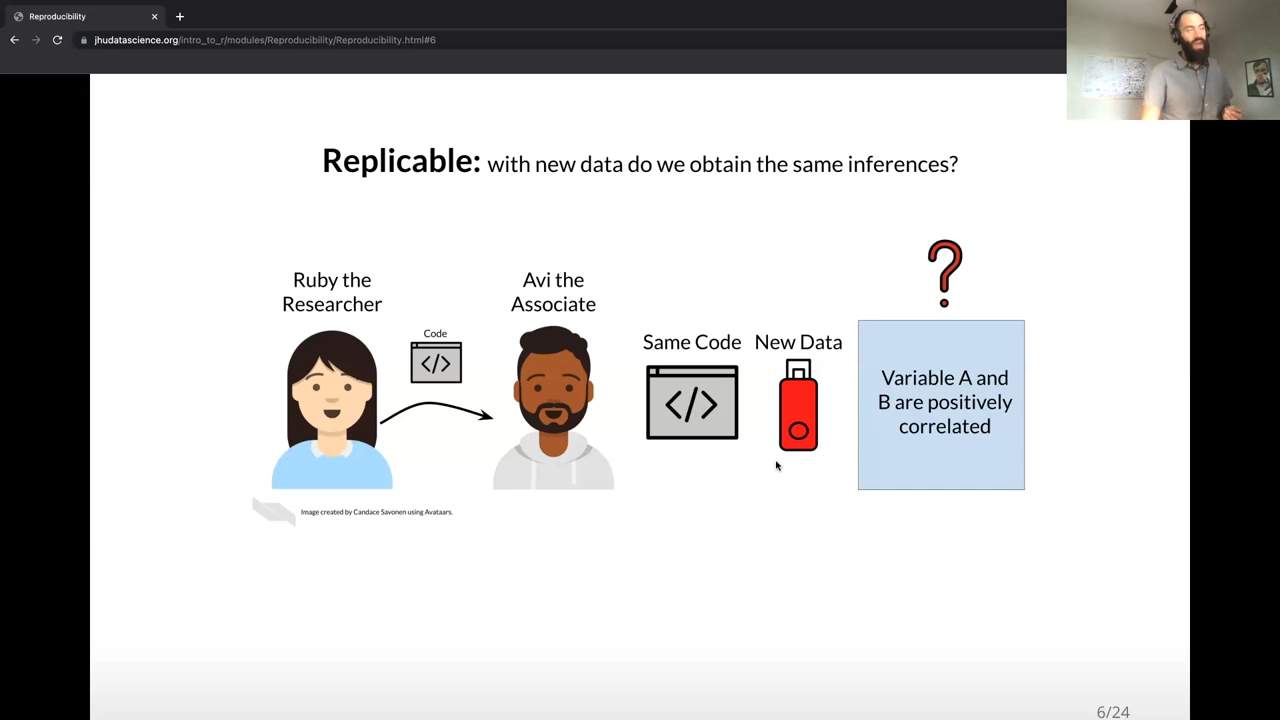 Reproducibility
jhudatascience.org/intro_to_r/modules/Reproducibility/Reproducibility.html#6
Replicable: with new data do we obtain the same inferences?
Ruby the
Researcher
Code
</>
Avi the
Associate
Same Code
</>
New Data
?
Variable A and
B are positively
correlated
Image created by Candace Savonen using Avataars.
6/24